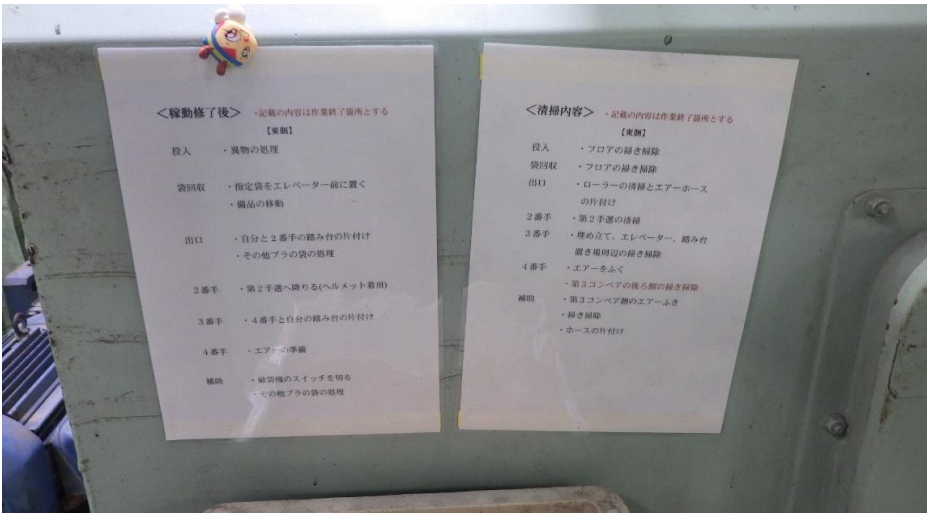 <稼動修了後> ・記載の内容は作業終了箇所とする
【東側】
投入 ・異物の処理
袋回収 ・指定袋をエレベーター前に置く
・備品の移動
出口 ・自分と2番手の踏み台の片付け
・その他プラの袋の処理
2番手 ・第2手選へ降りる(ヘルメット着用)
3番手 ・4番手と自分の踏み台の片付け
4番手 ・エアーの準備
補助 ・破袋機のスイッチを切る
・その他プラの袋の処理
<清掃内容> ・記載の内容は作業終了箇所とする
【東側】
投入 ・フロアの掃き掃除
袋回収 ・フロアの掃き掃除
出口 ・ローラーの清掃とエアーホース
の片付け
2番手 ・第2手選の清掃
3番手 ・埋め立て、エレベーター、踏み台
置き場周辺の掃き掃除
4番手 ・エアーをふく
・第3コンベアの後ろ側の掃き掃除
補助 ・第3コンベア側のエアーふき
・掃き掃除
・ホースの片付け